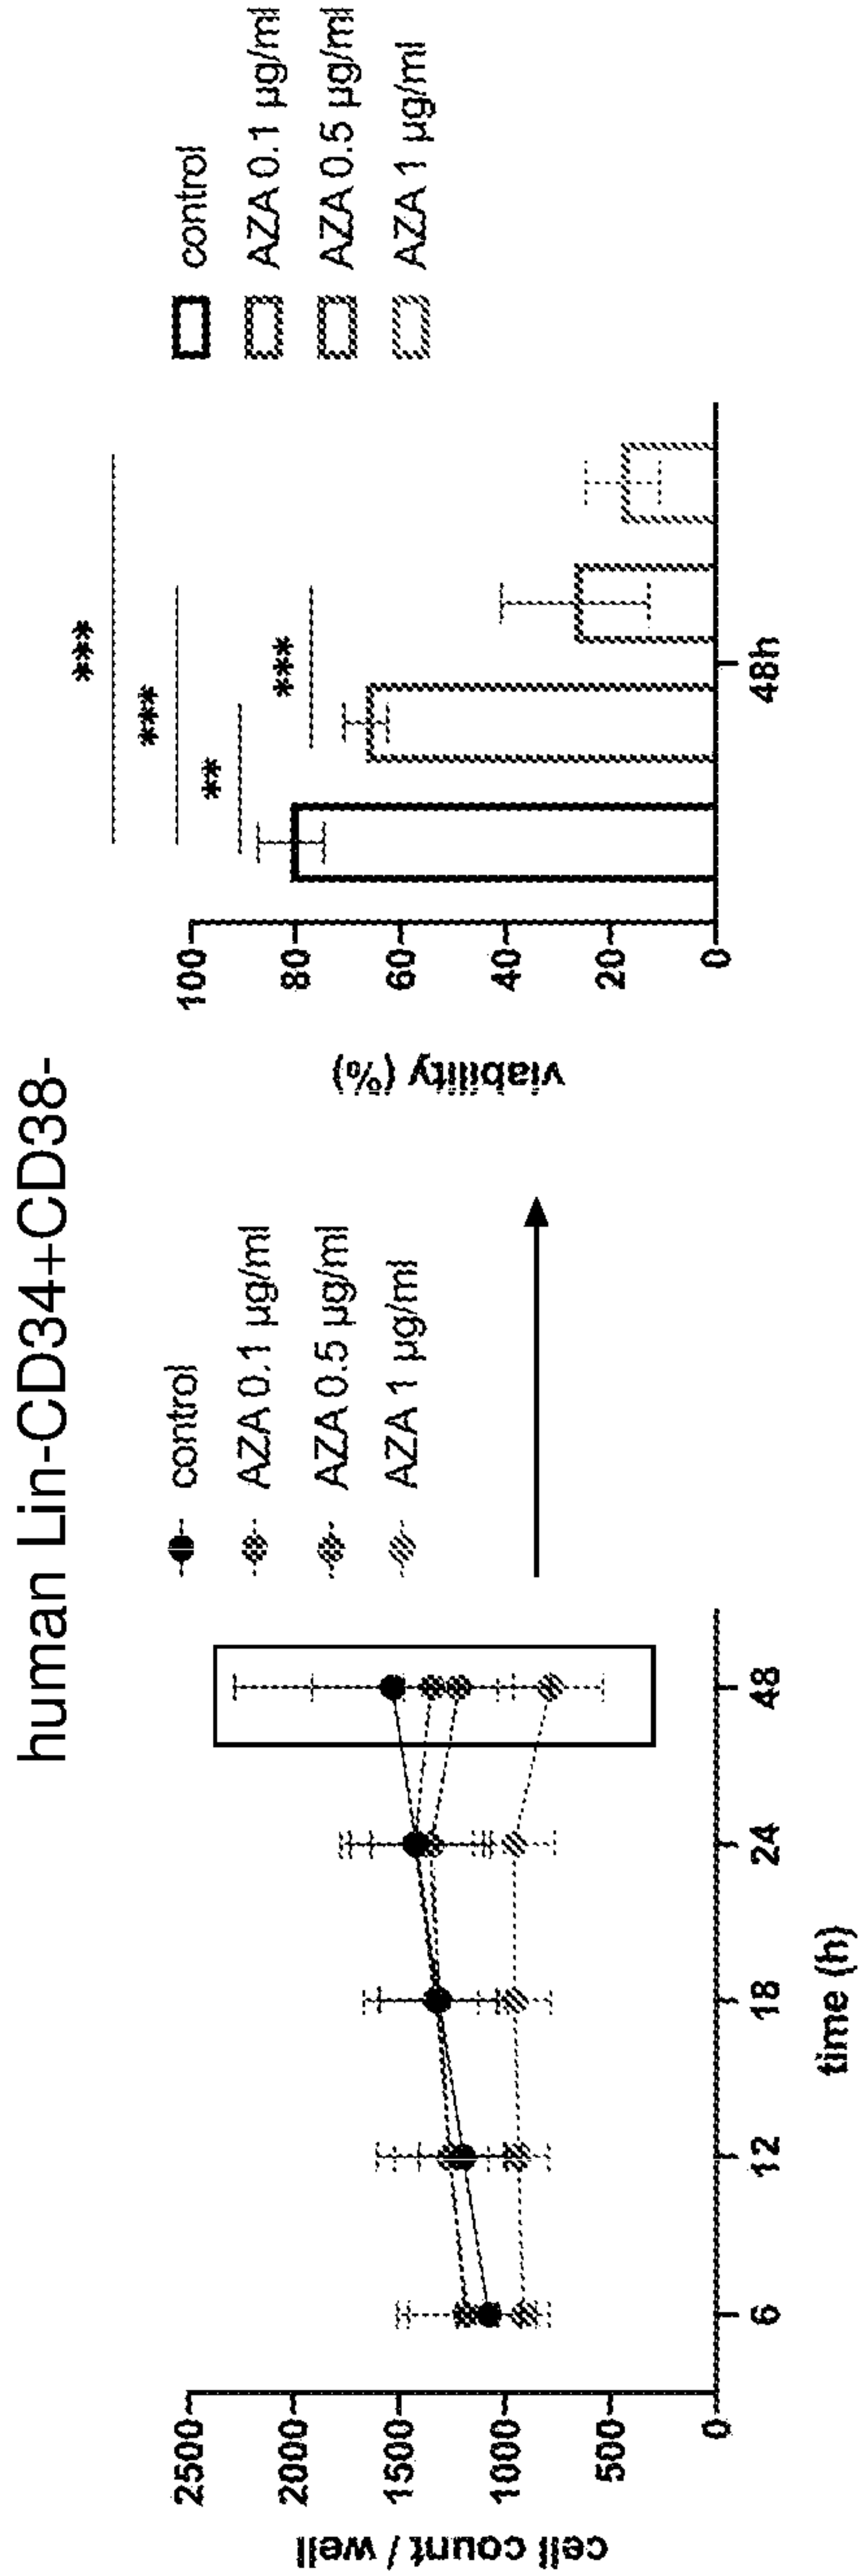 human Lin-CD34+CD38-
cell count / well
2500
2000
1500
1000
500
0
6
12
18
24
48
time (h)
control
AZA 0.1 µg/ml
AZA 0.5 µg/ml
AZA 1 µg/ml
viability (%)
100
80
60
40
20
0
48h
***
***
**
***
control
AZA 0.1 µg/ml
AZA 0.5 µg/ml
AZA 1 µg/ml